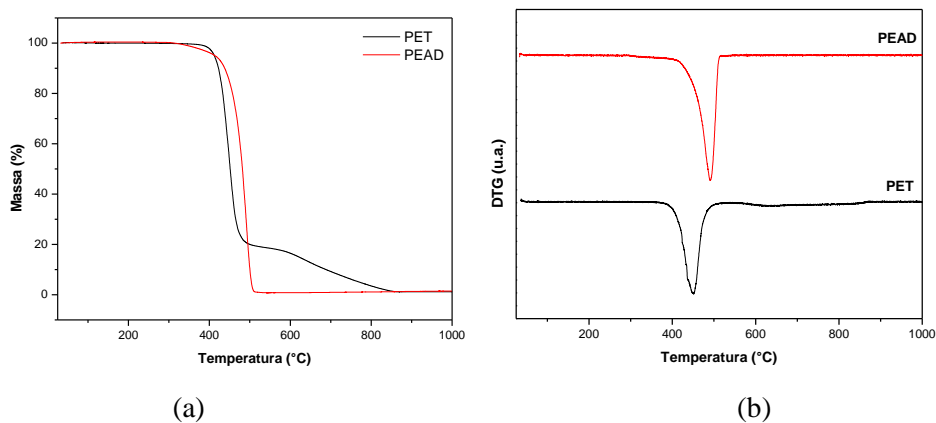 PET
PEAD
100
80
60
40
20
0
Massa (%)
200 400 600 800 1000
Temperatura (°C)
(a)
PEAD
PET
DTG (u.a.)
200 400 600 800 1000
Temperatura (°C)
(b)